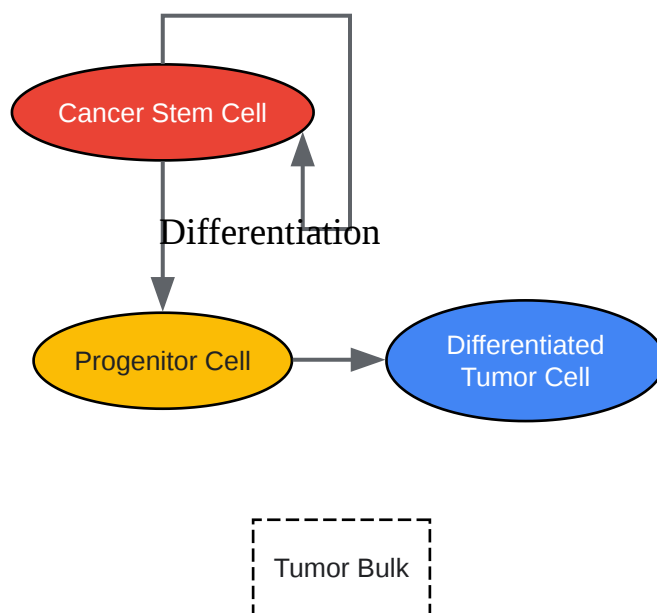 Cancer Stem Cell
Differentiation
Progenitor Cell
Differentiated
Tumor Cell
Tumor Bulk